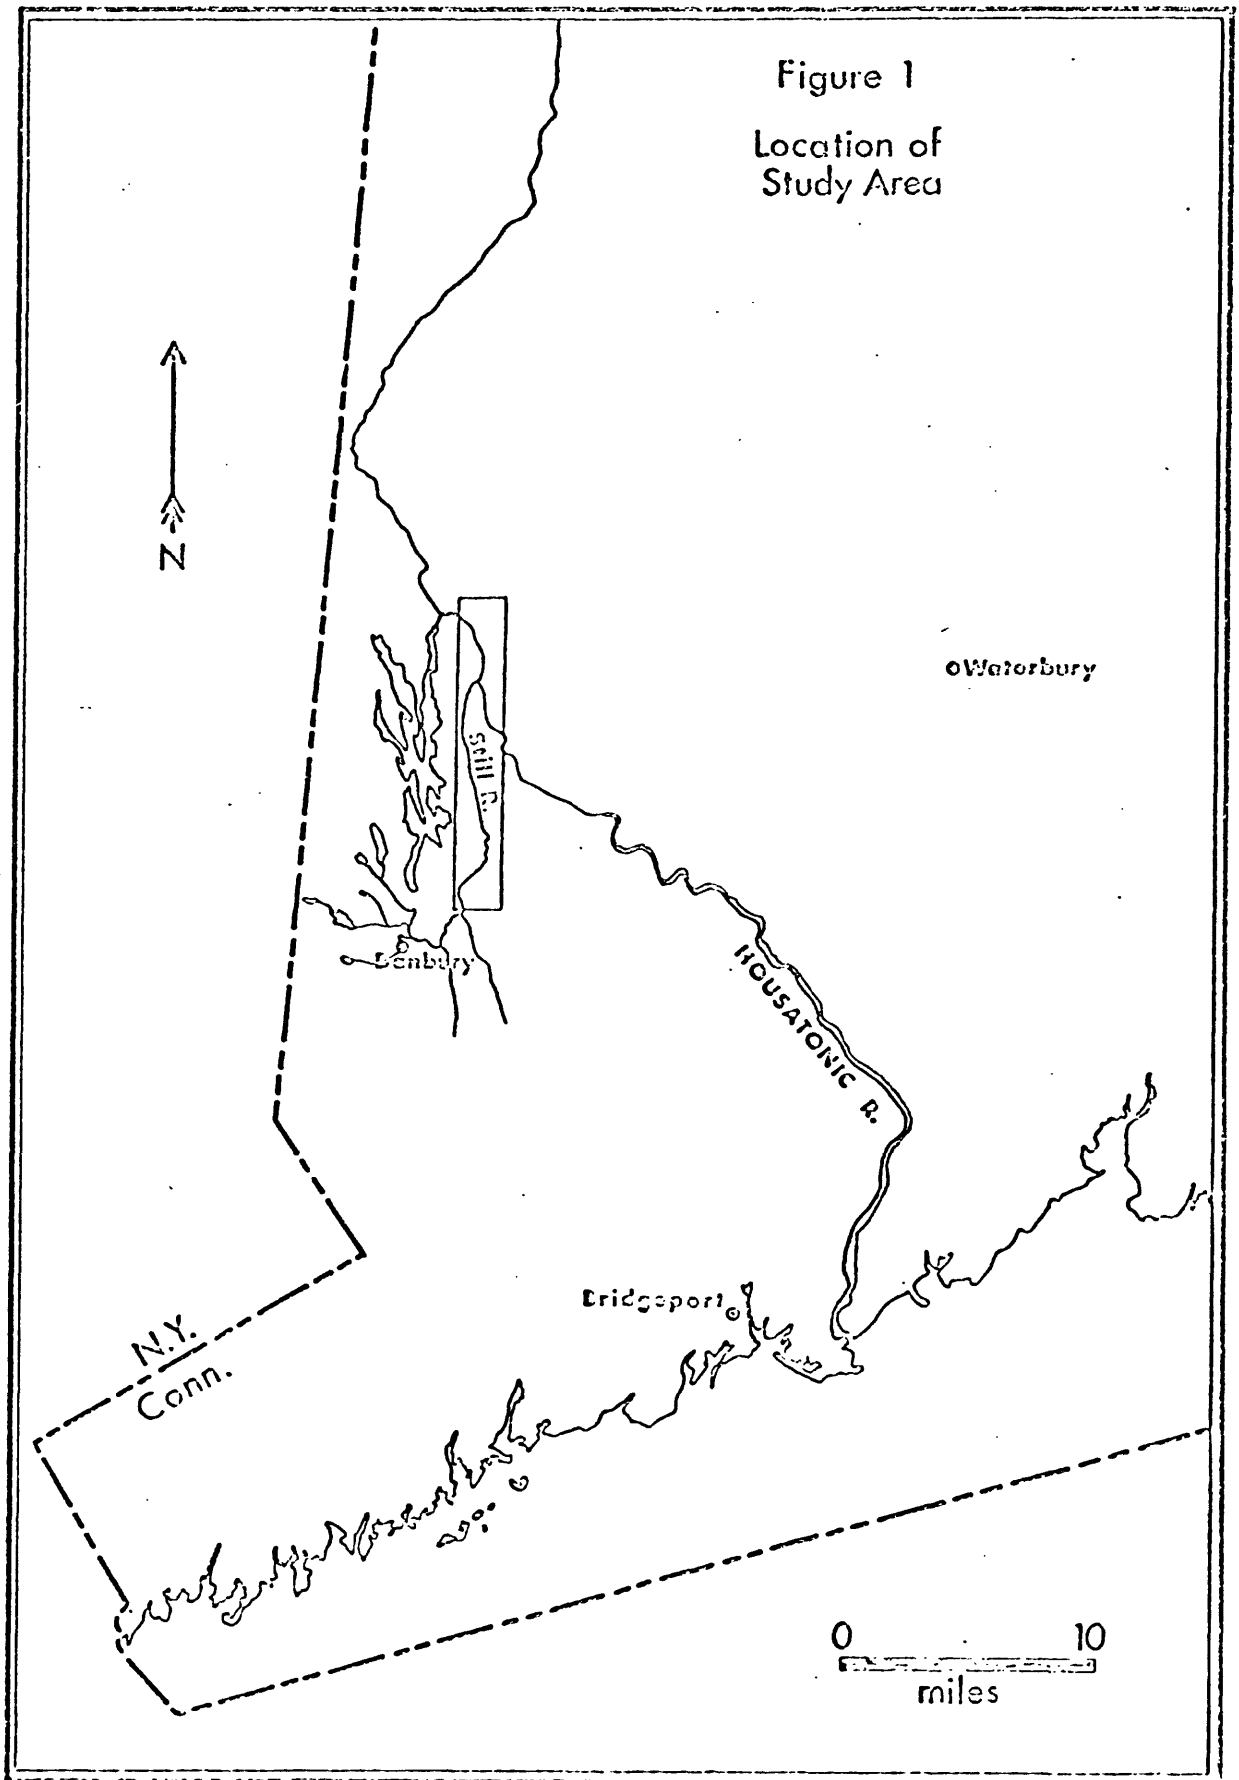 Figure 1
Location of
Study Area
N
Waterbury
Still R.
Danbury
HOUSATONIC R.
Bridgeport
N.Y.
Conn.
0 10
miles